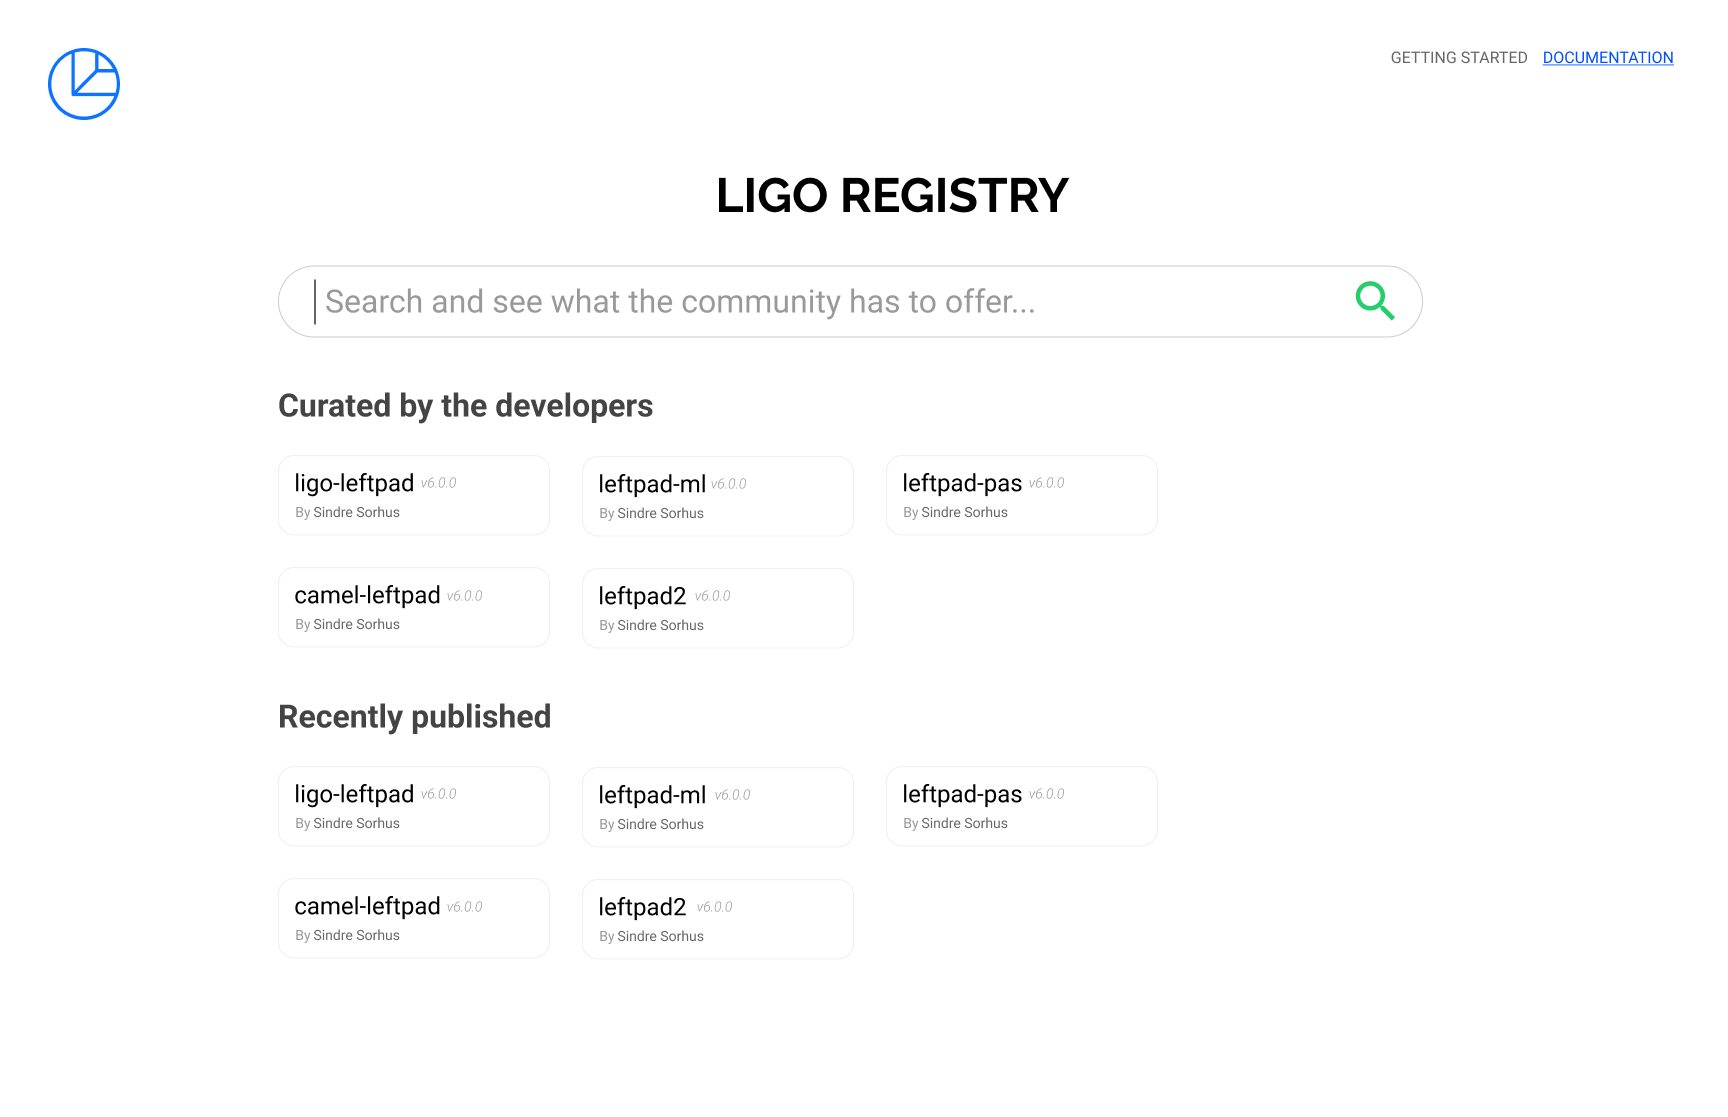 GETTING STARTED DOCUMENTATION
LIGO REGISTRY
Search and see what the community has to offer...
Curated by the developers
ligo-leftpad v6.0.0
By Sindre Sorhus
leftpad-ml v6.0.0
By Sindre Sorhus
leftpad-pas v6.0.0
By Sindre Sorhus
camel-leftpad v6.0.0
By Sindre Sorhus
leftpad2 v6.0.0
By Sindre Sorhus
Recently published
ligo-leftpad v6.0.0
By Sindre Sorhus
leftpad-ml v6.0.0
By Sindre Sorhus
leftpad-pas v6.0.0
By Sindre Sorhus
camel-leftpad v6.0.0
By Sindre Sorhus
leftpad2 v6.0.0
By Sindre Sorhus